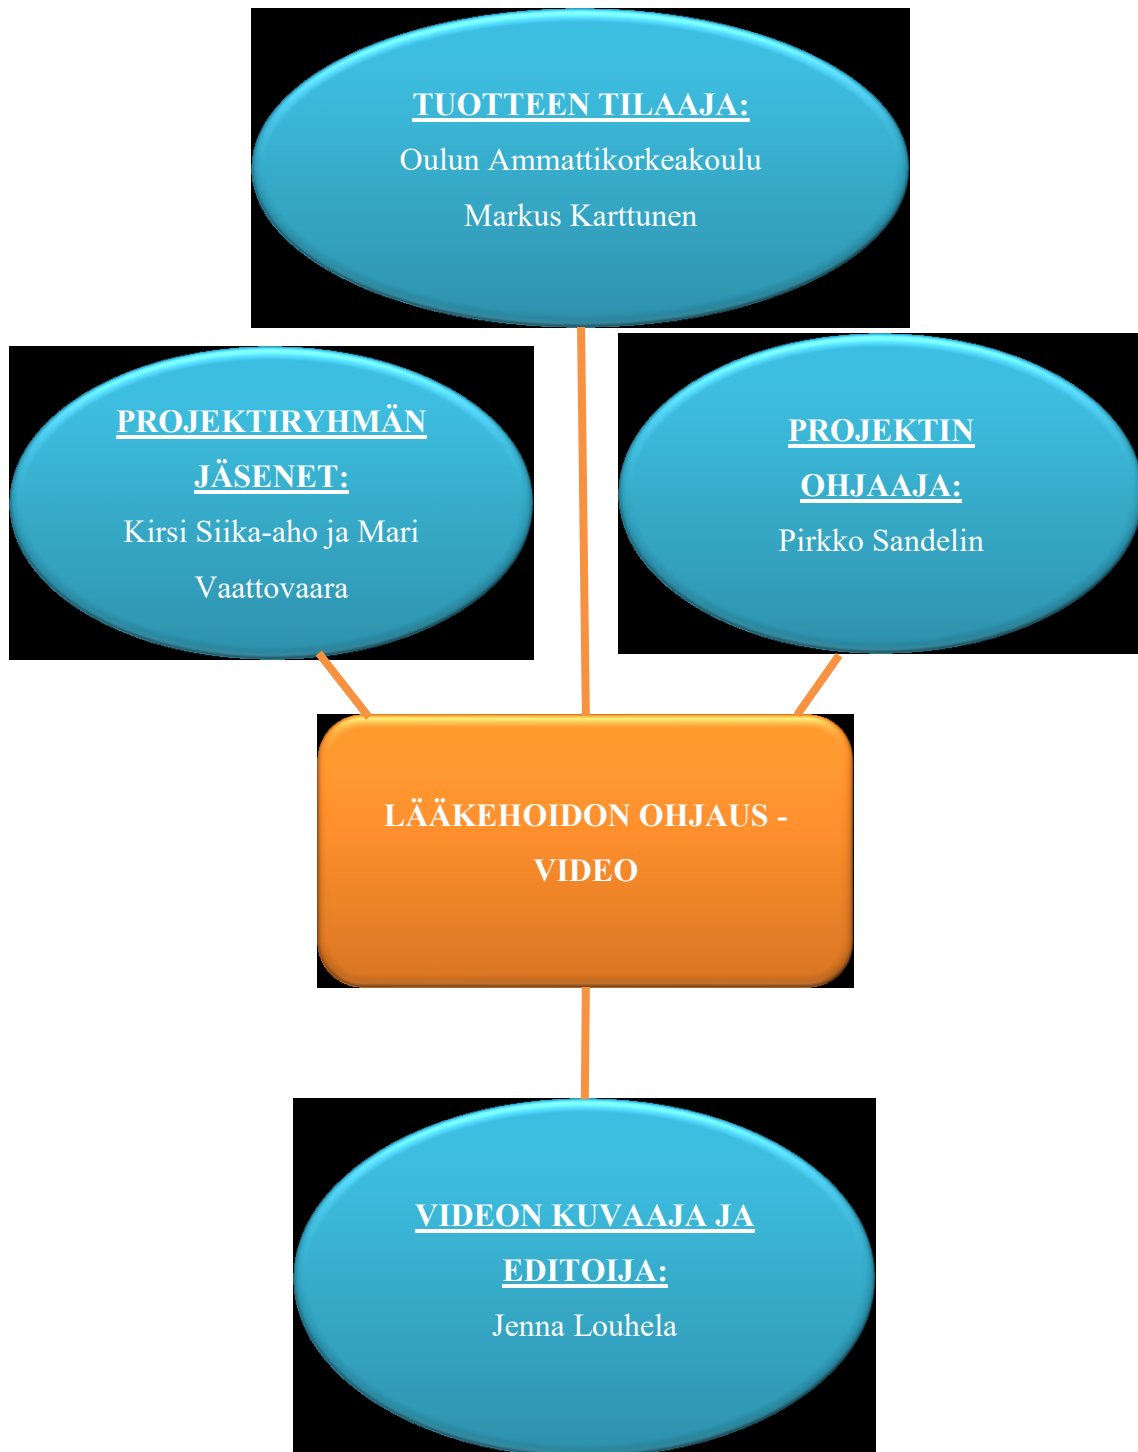 TUOTTEEN TILAAJA:
Oulun Ammattikorkeakoulu
Markus Karttunen
PROJEKTIRYHMÄN
JÄSENET:
Kirsi Siika-aho ja Mari
Vaattovaara
PROJEKTIN
OHJAAJA:
Pirkko Sandelin
LÄÄKEHOIDON OHJAUS -
VIDEO
VIDEON KUVAAJA JA
EDITOIJA:
Jenna Louhela